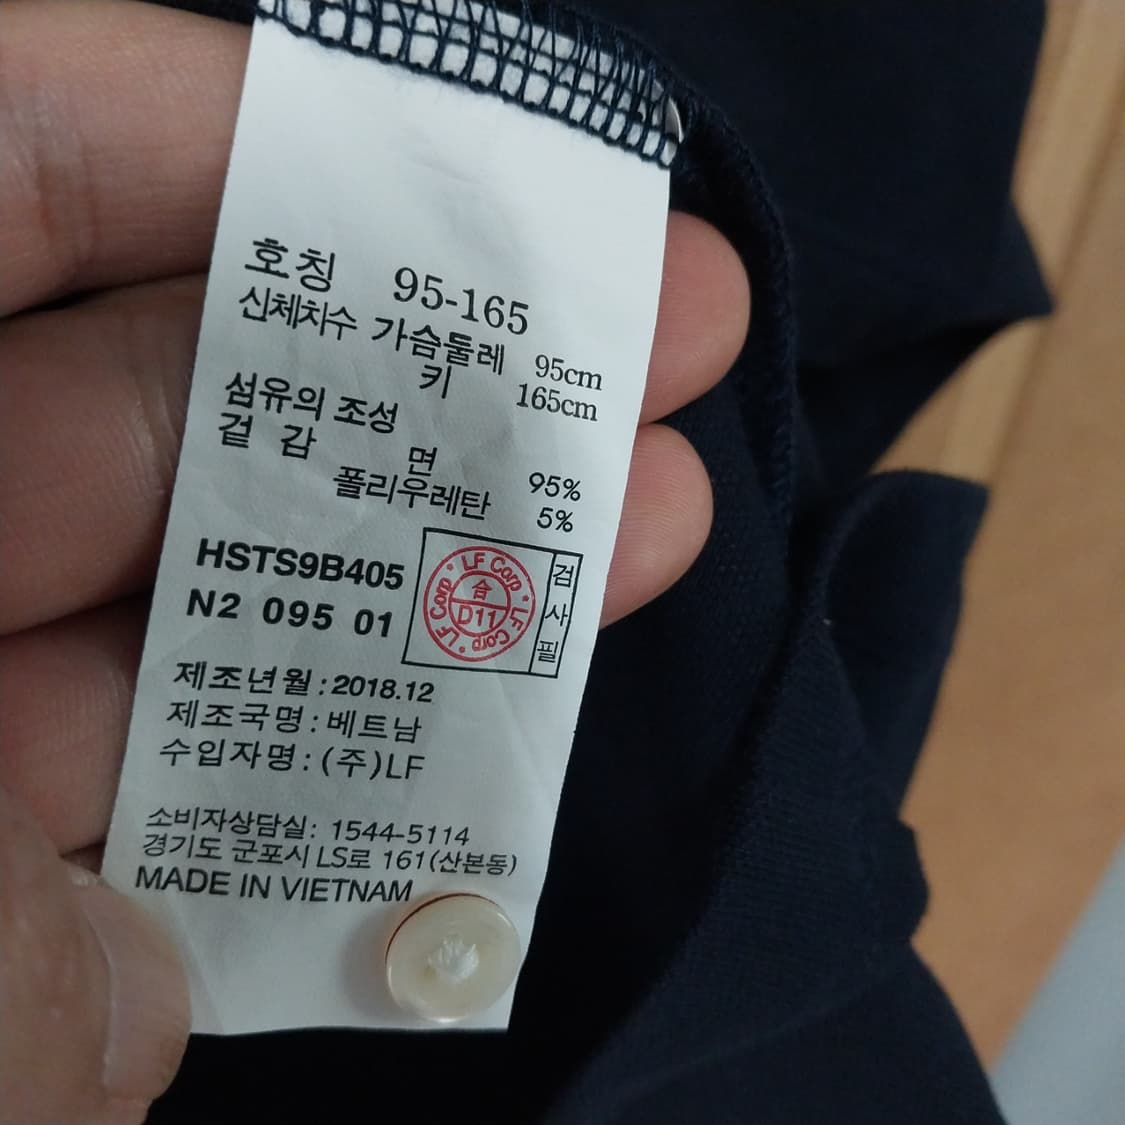 호칭 95-165
신체치수 가슴둘레 95cm
키 165cm
섬유의 조성
겉 감 면 95%
폴리우레탄 5%
HSTS9B405
N2 095 01
LF Corp · LF Corp · LF Corp ·
合
D11
검사필
제조년월:2018.12
제조국명:베트남
수입자명:(주)LF
소비자상담실: 1544-5114
경기도 군포시 LS로 161(산본동)
MADE IN VIETNAM